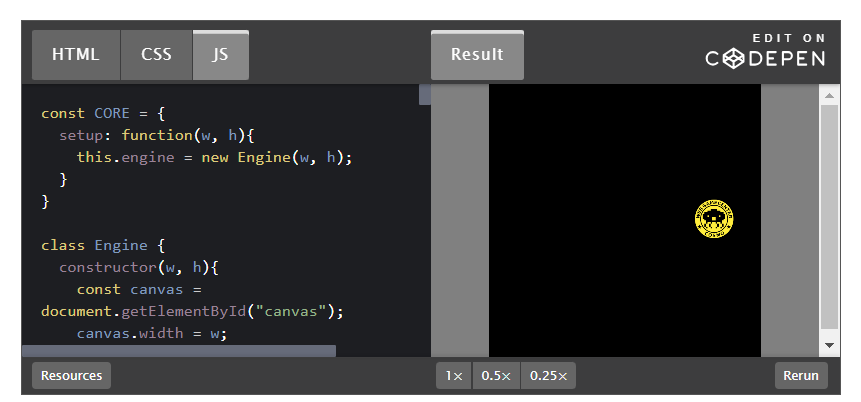 HTML CSS JS Result EDIT ON
CODEPEN
const CORE = {
setup: function(w, h){
this.engine = new Engine(w, h);
}
}
class Engine {
constructor(w, h){
const canvas =
document.getElementById("canvas");
canvas.width = w;
Resources 1× 0.5× 0.25× Rerun